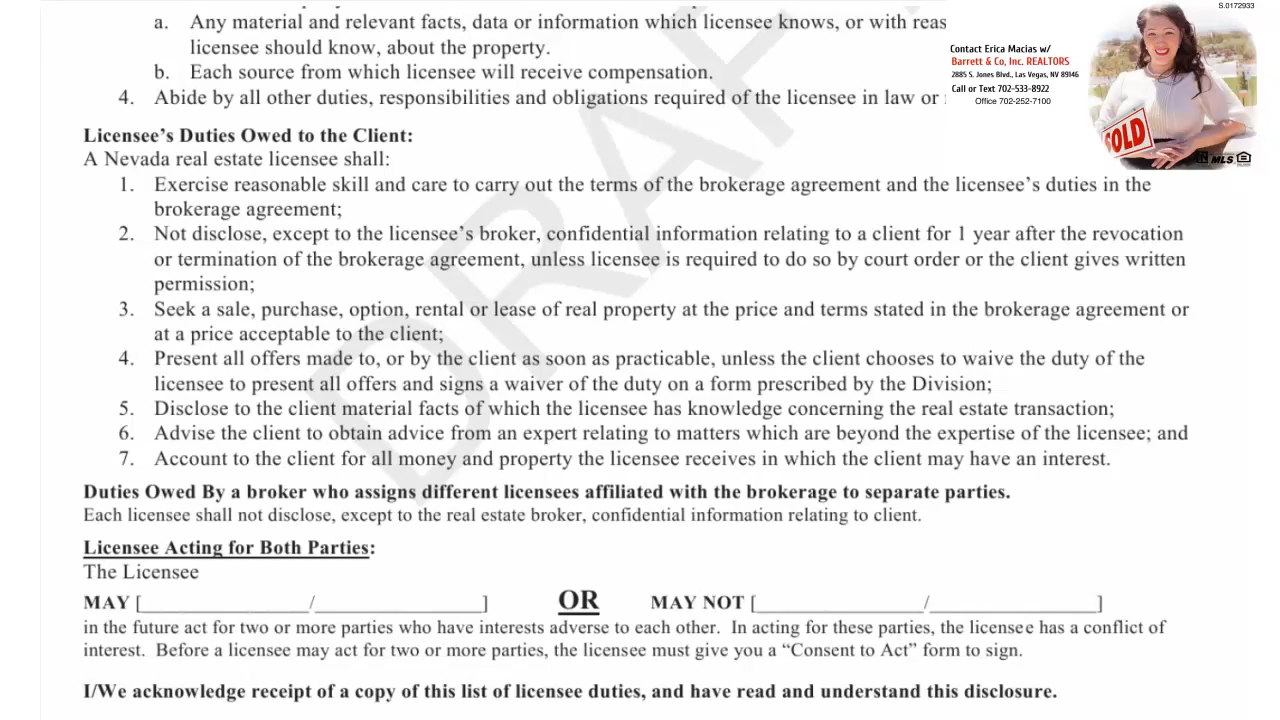 a. Any material and relevant facts, data or information which licensee knows, or with reas
licensee should know, about the property.
b. Each source from which licensee will receive compensation.
4. Abide by all other duties, responsibilities and obligations required of the licensee in law or
S.0172933
Contact Erica Macias w/
Barrett & Co, Inc. REALTORS
2885 S. Jones Blvd., Las Vegas, NV 89146
Call or Text 702-533-8922
Office 702-252-7100
SOLD
MLS
Licensee's Duties Owed to the Client:
A Nevada real estate licensee shall:
1. Exercise reasonable skill and care to carry out the terms of the brokerage agreement and the licensee's duties in the
brokerage agreement;
2. Not disclose, except to the licensee's broker, confidential information relating to a client for 1 year after the revocation
or termination of the brokerage agreement, unless licensee is required to do so by court order or the client gives written
permission;
3. Seek a sale, purchase, option, rental or lease of real property at the price and terms stated in the brokerage agreement or
at a price acceptable to the client;
4. Present all offers made to, or by the client as soon as practicable, unless the client chooses to waive the duty of the
licensee to present all offers and signs a waiver of the duty on a form prescribed by the Division;
5. Disclose to the client material facts of which the licensee has knowledge concerning the real estate transaction;
6. Advise the client to obtain advice from an expert relating to matters which are beyond the expertise of the licensee; and
7. Account to the client for all money and property the licensee receives in which the client may have an interest.
Duties Owed By a broker who assigns different licensees affiliated with the brokerage to separate parties.
Each licensee shall not disclose, except to the real estate broker, confidential information relating to client.
Licensee Acting for Both Parties:
The Licensee
MAY [________________/________________] OR MAY NOT [________________/________________]
in the future act for two or more parties who have interests adverse to each other. In acting for these parties, the licensee has a conflict of
interest. Before a licensee may act for two or more parties, the licensee must give you a “Consent to Act” form to sign.
I/We acknowledge receipt of a copy of this list of licensee duties, and have read and understand this disclosure.